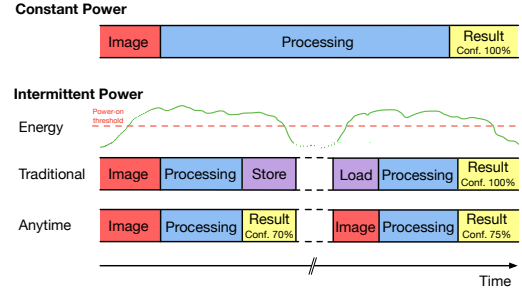 Constant Power
Image Processing Result
Conf. 100%
Intermittent Power
Power-on
threshold
Energy
Traditional Image Processing Store Load Processing Result
Conf. 100%
Anytime Image Processing Result Image Processing Result
Conf. 70% Conf. 75%
Time